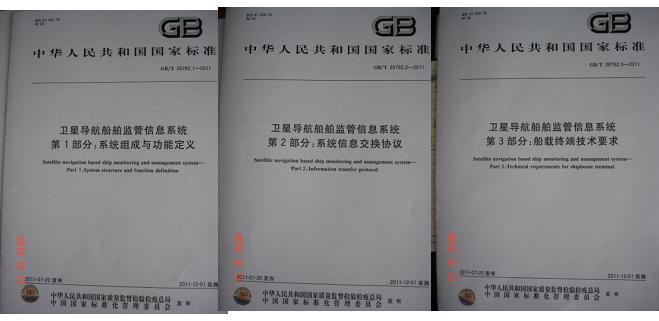 GB
中华人民共和国国家标准
GB/T 26782.1—2011
卫星导航船舶监管信息系统
第1部分:系统组成与功能定义
Satellite navigation based ship monitoring and management system—
Part 1:System structure and function definition
2011-07-20 发布
2011-12-01 实施
中华人民共和国国家质量监督检验检疫总局
中国国家标准化管理委员会
发布
GB
中华人民共和国国家标准
GB/T 26782.2—2011
卫星导航船舶监管信息系统
第2部分:系统信息交换协议
Satellite navigation based ship monitoring and management system—
Part 2:Information transfer protocol
2011-07-20 发布
2011-12-01 实施
中华人民共和国国家质量监督检验检疫总局
中国国家标准化管理委员会
发布
GB
中华人民共和国国家标准
GB/T 26782.3—2011
卫星导航船舶监管信息系统
第3部分:船载终端技术要求
Satellite navigation based ship monitoring and management system—
Part 3:Technical requirements for shipborne terminal
2011-07-20 发布
2011-12-01 实施
中华人民共和国国家质量监督检验检疫总局
中国国家标准化管理委员会
发布